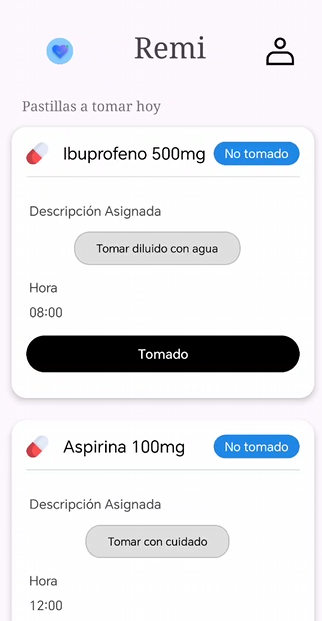 Remi
Pastillas a tomar hoy
Ibuprofeno 500mg
No tomado
Descripción Asignada
Tomar diluido con agua
Hora
08:00
Tomado
Aspirina 100mg
No tomado
Descripción Asignada
Tomar con cuidado
Hora
12:00